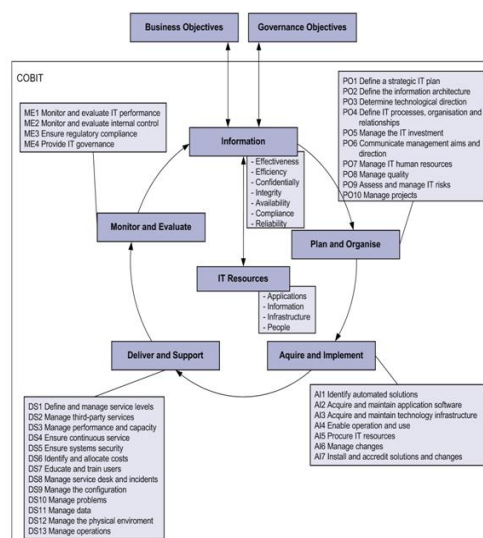 Business Objectives
Governance Objectives
COBIT
ME1 Monitor and evaluate IT performance
ME2 Monitor and evaluate internal control
ME3 Ensure regulatory compliance
ME4 Provide IT governance
PO1 Define a strategic IT plan
PO2 Define the information architecture
PO3 Determine technological direction
PO4 Define IT processes, organisation and
relationships
PO5 Manage the IT investment
PO6 Communicate management aims and
direction
PO7 Manage IT human resources
PO8 Manage quality
PO9 Assess and manage IT risks
PO10 Manage projects
Information
- Effectiveness
- Efficiency
- Confidentially
- Integrity
- Availability
- Compliance
- Reliability
Monitor and Evaluate
Plan and Organise
IT Resources
- Applications
- Information
- Infrastructure
- People
Deliver and Support
Aquire and Implement
DS1 Define and manage service levels
DS2 Manage third-party services
DS3 Manage performance and capacity
DS4 Ensure continuous service
DS5 Ensure systems security
DS6 Identify and allocate costs
DS7 Educate and train users
DS8 Manage service desk and incidents
DS9 Manage the configuration
DS10 Manage problems
DS11 Manage data
DS12 Manage the physical enviroment
DS13 Manage operations
AI1 Identify automated solutions
AI2 Acquire and maintain application software
AI3 Acquire and maintain technology infrastructure
AI4 Enable operation and use
AI5 Procure IT resources
AI6 Manage changes
AI7 Install and accredit solutions and changes